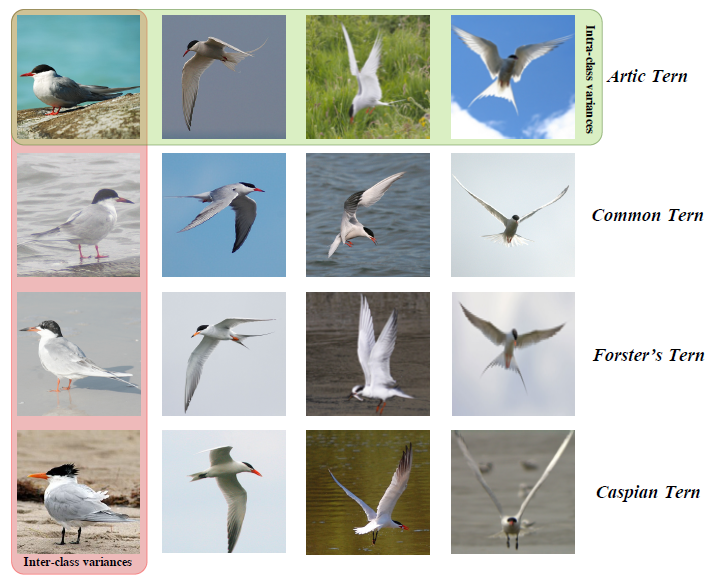 Intra-class variances
Artic Tern
Common Tern
Forster's Tern
Caspian Tern
Inter-class variances